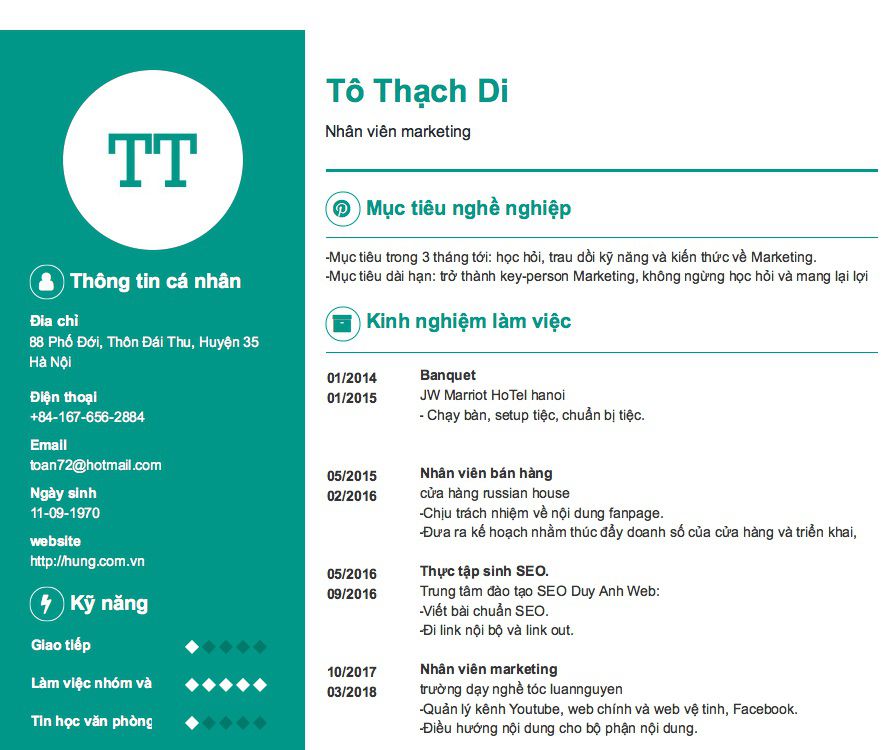 TT
Thông tin cá nhân
Đia chỉ
88 Phố Đới, Thôn Đái Thu, Huyện 35
Hà Nội
Điện thoại
+84-167-656-2884
Email
toan72@hotmail.com
Ngày sinh
11-09-1970
website
http://hung.com.vn
Kỹ năng
Giao tiếp
Làm việc nhóm và
Tin học văn phòng
Tô Thạch Di
Nhân viên marketing
Mục tiêu nghề nghiệp
-Mục tiêu trong 3 tháng tới: học hỏi, trau dồi kỹ năng và kiến thức về Marketing.
-Mục tiêu dài hạn: trở thành key-person Marketing, không ngừng học hỏi và mang lại lợi
Kinh nghiệm làm việc
01/2014
01/2015
Banquet
JW Marriot HoTel hanoi
- Chạy bàn, setup tiệc, chuẩn bị tiệc.
05/2015
02/2016
Nhân viên bán hàng
cửa hàng russian house
-Chịu trách nhiệm về nội dung fanpage.
-Đưa ra kế hoạch nhằm thúc đẩy doanh số của cửa hàng và triển khai,
05/2016
09/2016
Thực tập sinh SEO.
Trung tâm đào tạo SEO Duy Anh Web:
-Viết bài chuẩn SEO.
-Đi link nội bộ và link out.
10/2017
03/2018
Nhân viên marketing
trường dạy nghề tóc luannguyen
-Quản lý kênh Youtube, web chính và web vệ tinh, Facebook.
-Điều hướng nội dung cho bộ phận nội dung.